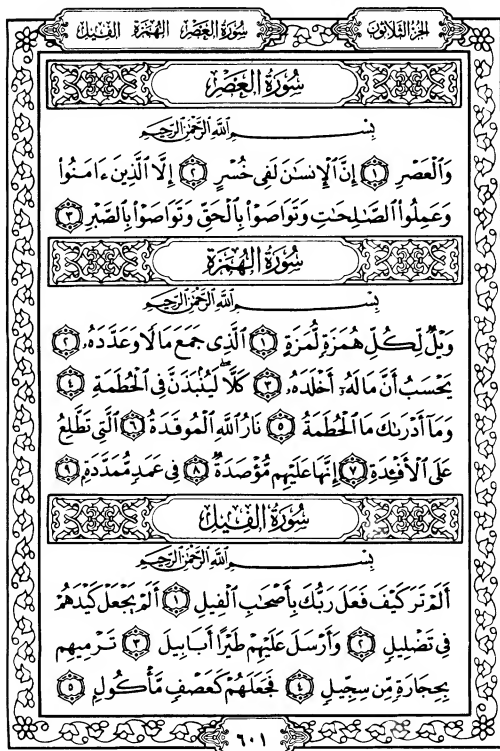 الجزء الثلاثون سورة العصر الهمزة الفيل
سُورَةُ العَصْرِ
بِسْمِ ٱللَّهِ ٱلرَّحْمَٰنِ ٱلرَّحِيمِ
وَٱلْعَصْرِ ١ إِنَّ ٱلْإِنسَٰنَ لَفِى خُسْرٍ ٢ إِلَّا ٱلَّذِينَ ءَامَنُوا۟
وَعَمِلُوا۟ ٱلصَّٰلِحَٰتِ وَتَوَاصَوْا۟ بِٱلْحَقِّ وَتَوَاصَوْا۟ بِٱلصَّبْرِ ٣
سُورَةُ الهُمَزَةِ
بِسْمِ ٱللَّهِ ٱلرَّحْمَٰنِ ٱلرَّحِيمِ
وَيْلٌ لِّكُلِّ هُمَزَةٍ لُّمَزَةٍ ١ ٱلَّذِى جَمَعَ مَالًا وَعَدَّدَهُۥ ٢
يَحْسَبُ أَنَّ مَالَهُۥٓ أَخْلَدَهُۥ ٣ كَلَّا ۖ لَيُنۢبَذَنَّ فِى ٱلْحُطَمَةِ ٤
وَمَآ أَدْرَىٰكَ مَا ٱلْحُطَمَةُ ٥ نَارُ ٱللَّهِ ٱلْمُوقَدَةُ ٦ ٱلَّتِى تَطَّلِعُ
عَلَى ٱلْأَفْـِٔدَةِ ٧ إِنَّهَا عَلَيْهِم مُّؤْصَدَةٌ ٨ فِى عَمَدٍ مُّمَدَّدَةٍۭ ٩
سُورَةُ الفِيلِ
بِسْمِ ٱللَّهِ ٱلرَّحْمَٰنِ ٱلرَّحِيمِ
أَلَمْ تَرَ كَيْفَ فَعَلَ رَبُّكَ بِأَصْحَٰبِ ٱلْفِيلِ ١ أَلَمْ يَجْعَلْ كَيْدَهُمْ
فِى تَضْلِيلٍ ٢ وَأَرْسَلَ عَلَيْهِمْ طَيْرًا أَبَابِيلَ ٣ تَرْمِيهِم
بِحِجَارَةٍ مِّن سِجِّيلٍ ٤ فَجَعَلَهُمْ كَعَصْفٍ مَّأْكُولٍۭ ٥
٦٠١